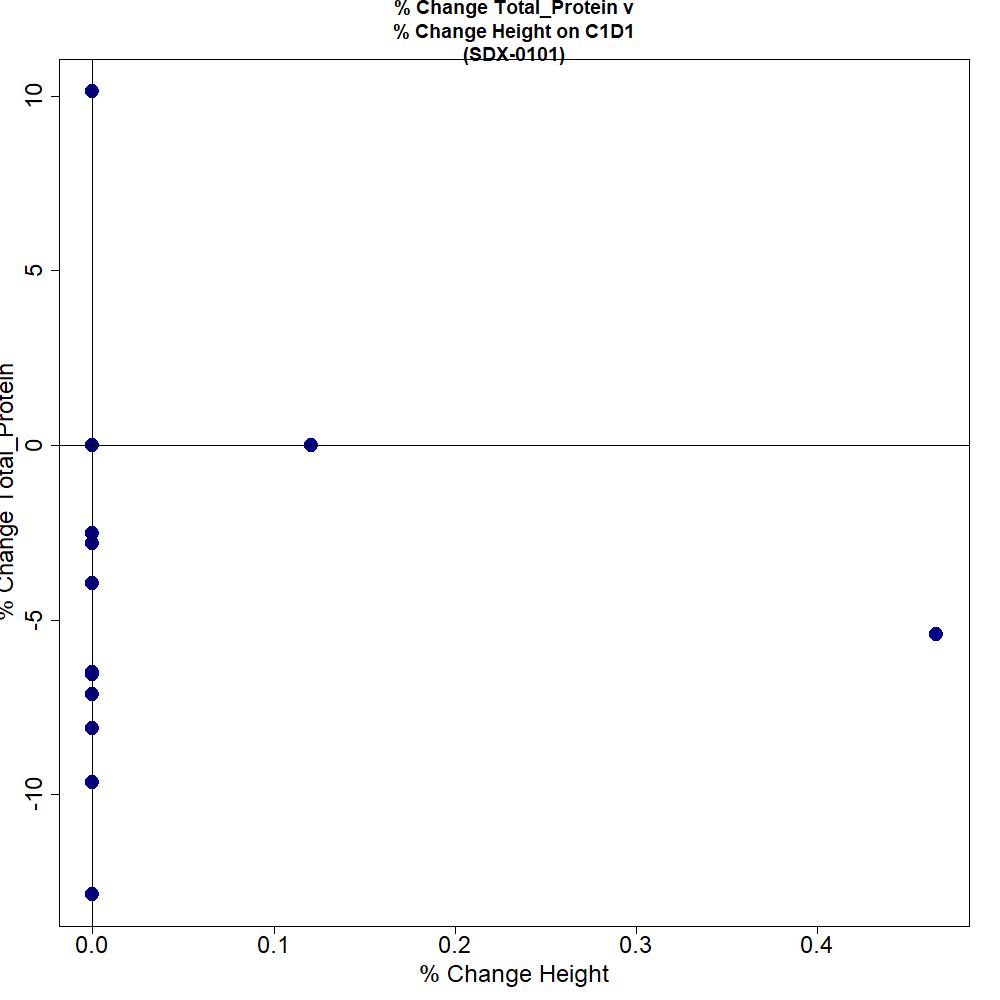 % Change Total_Protein v
% Change Height on C1D1
(SDX-0101)
10
5
0
-5
-10
% Change Total_Protein
0.0 0.1 0.2 0.3 0.4
% Change Height